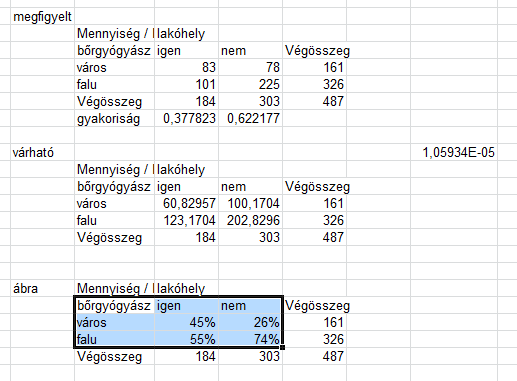 megfigyelt
Mennyiség / lakóhely
bőrgyógyász igen nem Végösszeg
város 83 78 161
falu 101 225 326
Végösszeg 184 303 487
gyakoriság 0,377823 0,622177
várható 1,05934E-05
Mennyiség / lakóhely
bőrgyógyász igen nem Végösszeg
város 60,82957 100,1704 161
falu 123,1704 202,8296 326
Végösszeg 184 303 487
ábra Mennyiség / lakóhely
bőrgyógyász igen nem Végösszeg
város 45% 26% 161
falu 55% 74% 326
Végösszeg 184 303 487